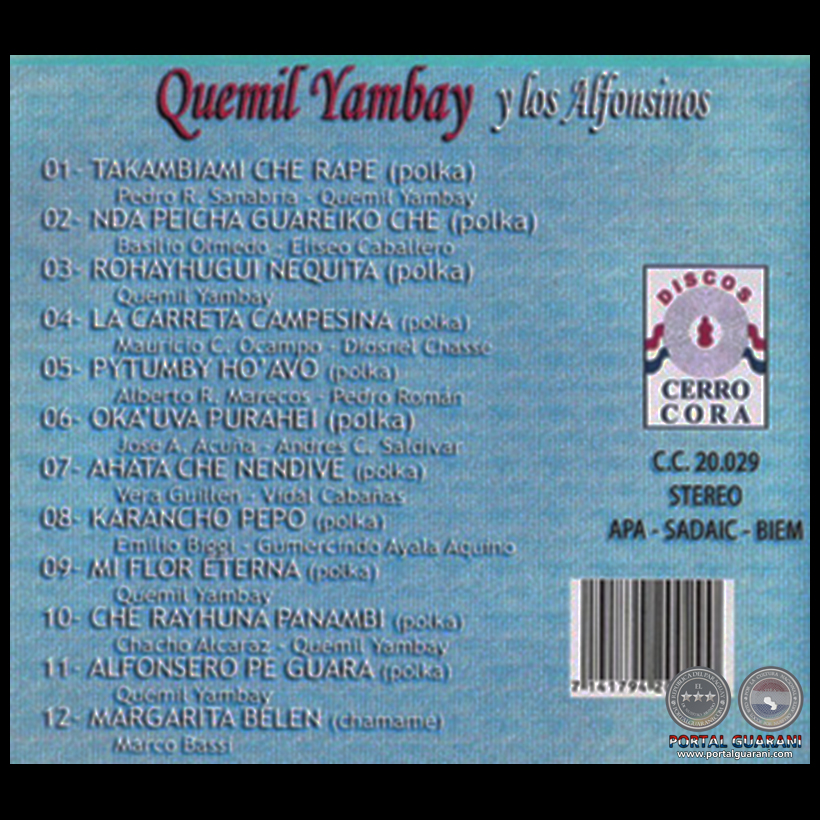 Quemil Yambay y los Alfonsinos
01- TAKAMBIAMI CHE RAPE (polka)
Pedro R. Sanabria - Quemil Yambay
02- NDA PEICHA GUAREIKO CHE (polka)
Basilio Olmedo - Eliseo Caballero
03- ROHAYHUGUI NEQUITA (polka)
Quemil Yambay
04- LA CARRETA CAMPESINA (polka)
Mauricio C. Ocampo - Diosnel Chasse
05- PYTUMBY HO'AVO (polka)
Alberto R. Marecos - Pedro Román
06- OKA'UVA PURAHEI (polka)
Jose A. Acuña - Andres C. Saldivar
07- AHATA CHE NENDIVE (polka)
Vera Guillen - Vidal Cabañas
08- KARANCHO PEPO (polka)
Emilio Biggi - Gumercindo Ayala Aquino
09- MI FLOR ETERNA (polka)
Quemil Yambay
10- CHE RAYHUNA PANAMBI (polka)
Chacho Alcaraz - Quemil Yambay
11- ALFONSERO PE GUARA (polka)
Quemil Yambay
12- MARGARITA BELEN (chamame)
Marco Bassi
DISCOS
CERRO
CORA
C.C. 20.029
STEREO
APA - SADAIC - BIEM
PORTAL GUARANI
www.portalguarani.com